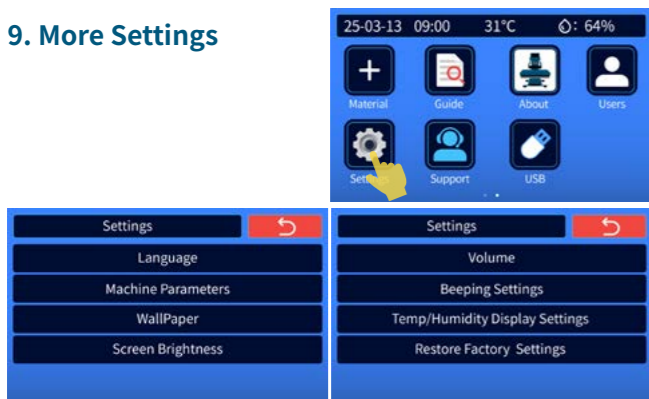 9. More Settings
25-03-13 09:00 31°C : 64%
Material Guide About Users
Settings Support USB
Settings
Language
Machine Parameters
WallPaper
Screen Brightness
Settings
Volume
Beeping Settings
Temp/Humidity Display Settings
Restore Factory Settings